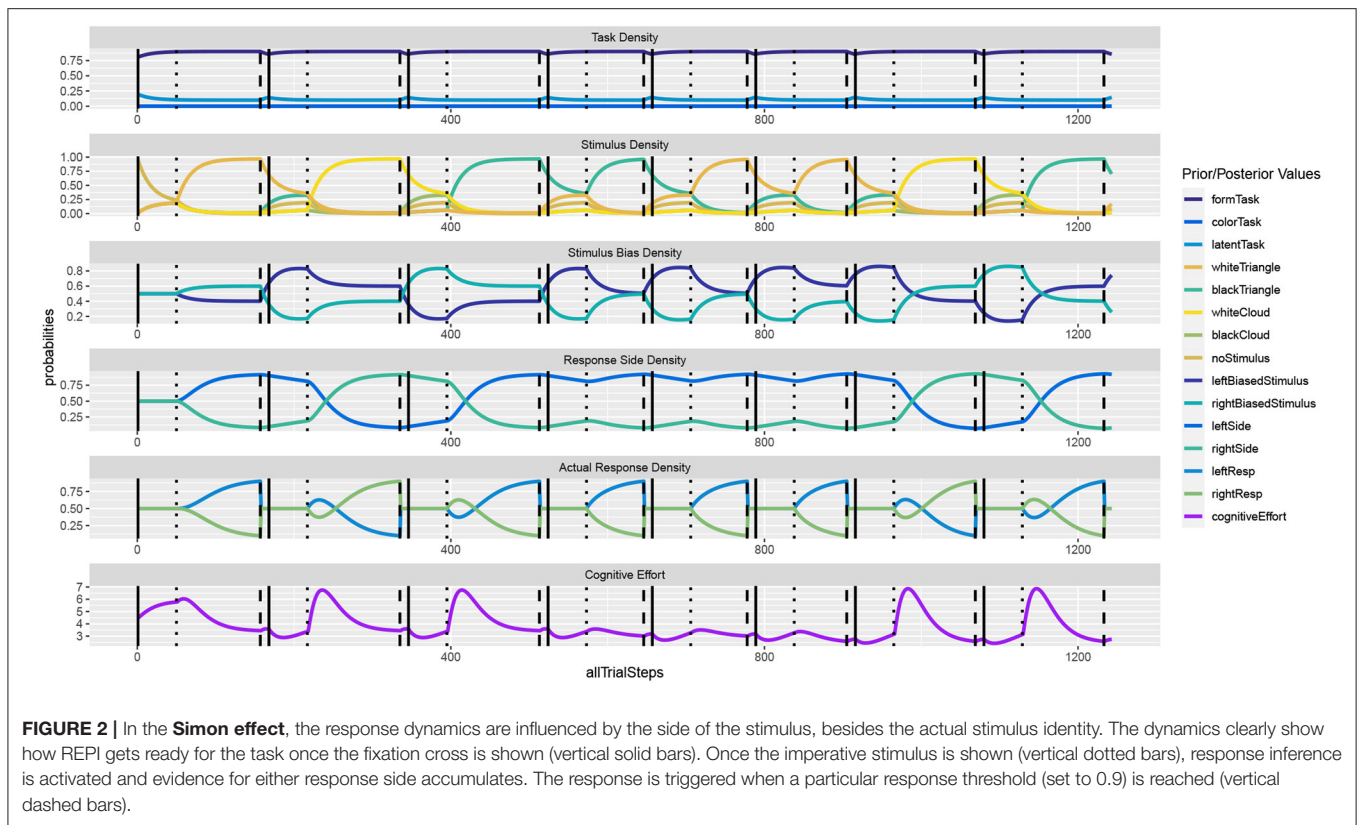 Task Density
0.75
0.50
0.25
0.00
0 400 800 1200
Stimulus Density
1.00
0.75
0.50
0.25
0.00
0 400 800 1200
Stimulus Bias Density
0.8
0.6
0.4
0.2
0 400 800 1200
Response Side Density
0.75
0.50
0.25
0 400 800 1200
Actual Response Density
0.75
0.50
0.25
0 400 800 1200
Cognitive Effort
7
6
5
4
3
0 400 800 1200
probabilities
allTrialSteps
Prior/Posterior Values
formTask
colorTask
latentTask
whiteTriangle
blackTriangle
whiteCloud
blackCloud
noStimulus
leftBiasedStimulus
rightBiasedStimulus
leftSide
rightSide
leftResp
rightResp
cognitiveEffort
FIGURE 2 | In the Simon effect, the response dynamics are influenced by the side of the stimulus, besides the actual stimulus identity. The dynamics clearly show
how REPI gets ready for the task once the fixation cross is shown (vertical solid bars). Once the imperative stimulus is shown (vertical dotted bars), response inference
is activated and evidence for either response side accumulates. The response is triggered when a particular response threshold (set to 0.9) is reached (vertical
dashed bars).